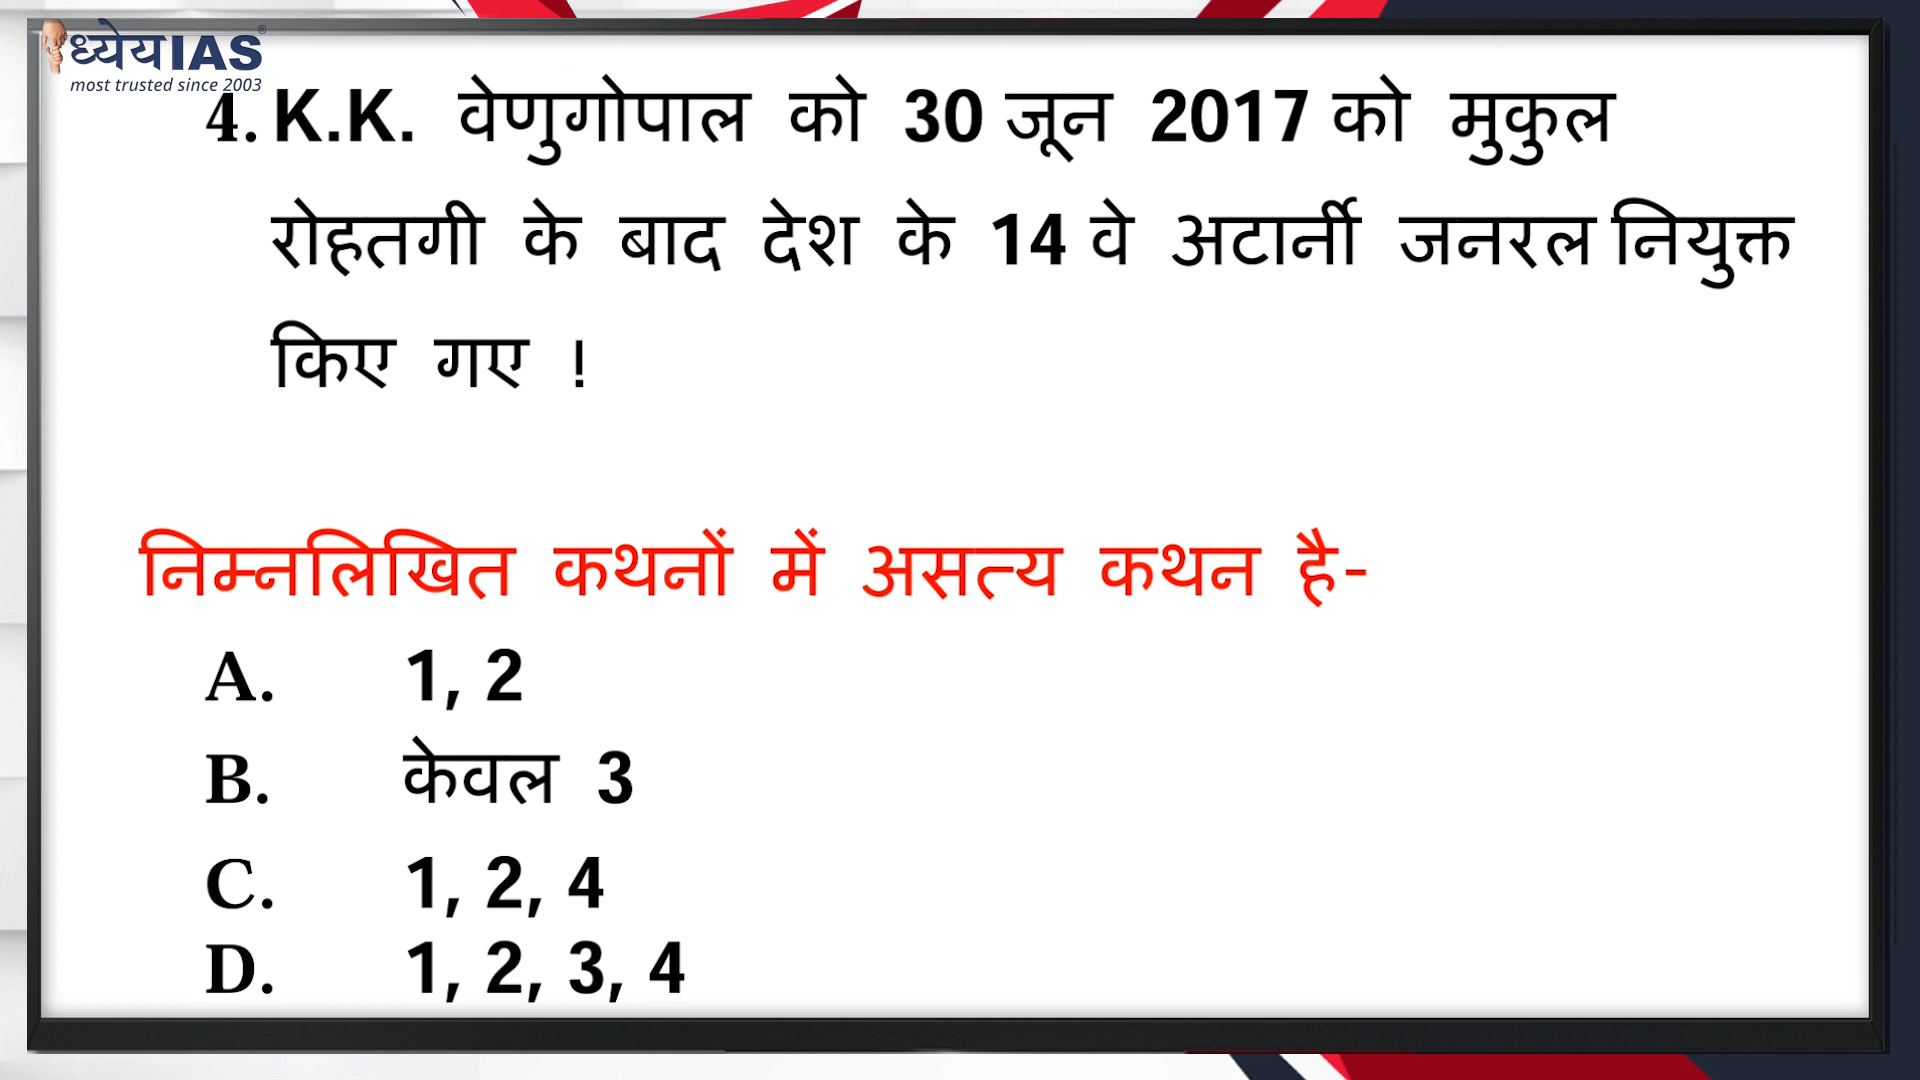 ध्येयIAS®
most trusted since 2003
4. K.K. वेणुगोपाल को 30 जून 2017 को मुकुल
रोहतगी के बाद देश के 14 वे अटार्नी जनरल नियुक्त
किए गए !
निम्नलिखित कथनों में असत्य कथन है-
A. 1, 2
B. केवल 3
C. 1, 2, 4
D. 1, 2, 3, 4